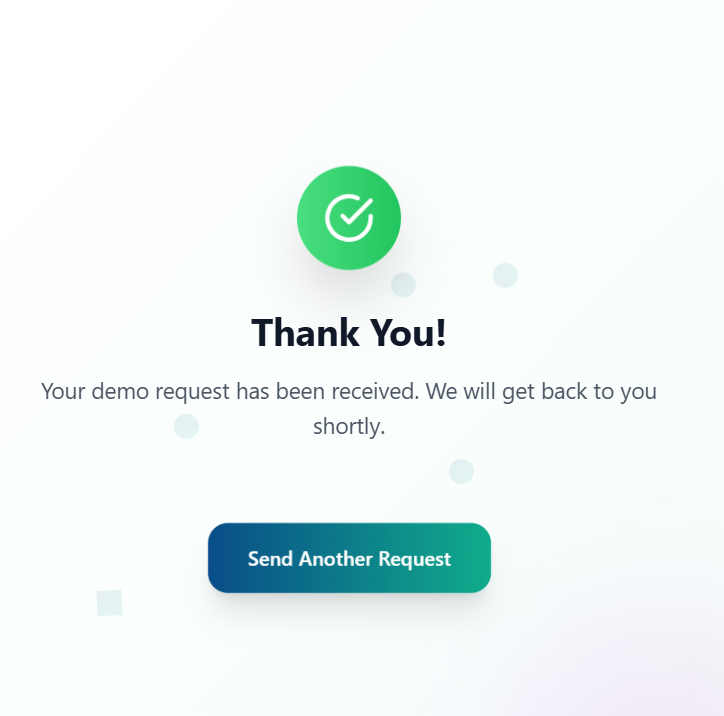 Thank You!
Your demo request has been received. We will get back to you
shortly.
Send Another Request